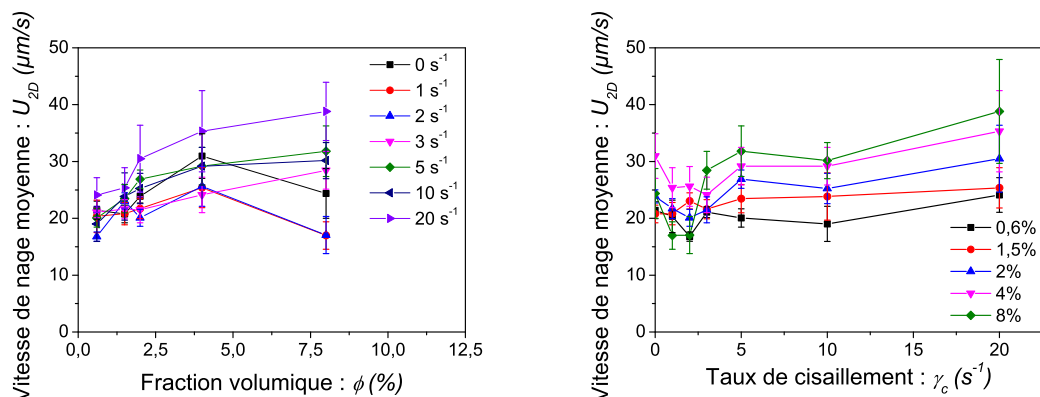 Vitesse de nage moyenne : U2D (µm/s)
50
40
30
20
10
0
0,0 2,5 5,0 7,5 10,0 12,5
Fraction volumique : ϕ (%)
0 s-1
1 s-1
2 s-1
3 s-1
5 s-1
10 s-1
20 s-1
Vitesse de nage moyenne : U2D (µm/s)
50
40
30
20
10
0
0 5 10 15 20
Taux de cisaillement : γc (s-1)
0,6%
1,5%
2%
4%
8%